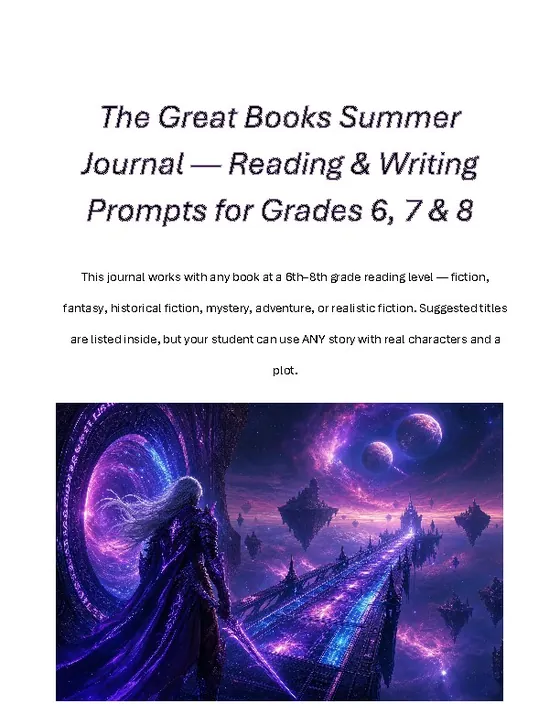 The Great Books Summer
Journal — Reading & Writing
Prompts for Grades 6, 7 & 8
This journal works with any book at a 6th–8th grade reading level — fiction,
fantasy, historical fiction, mystery, adventure, or realistic fiction. Suggested titles
are listed inside, but your student can use ANY story with real characters and a
plot.